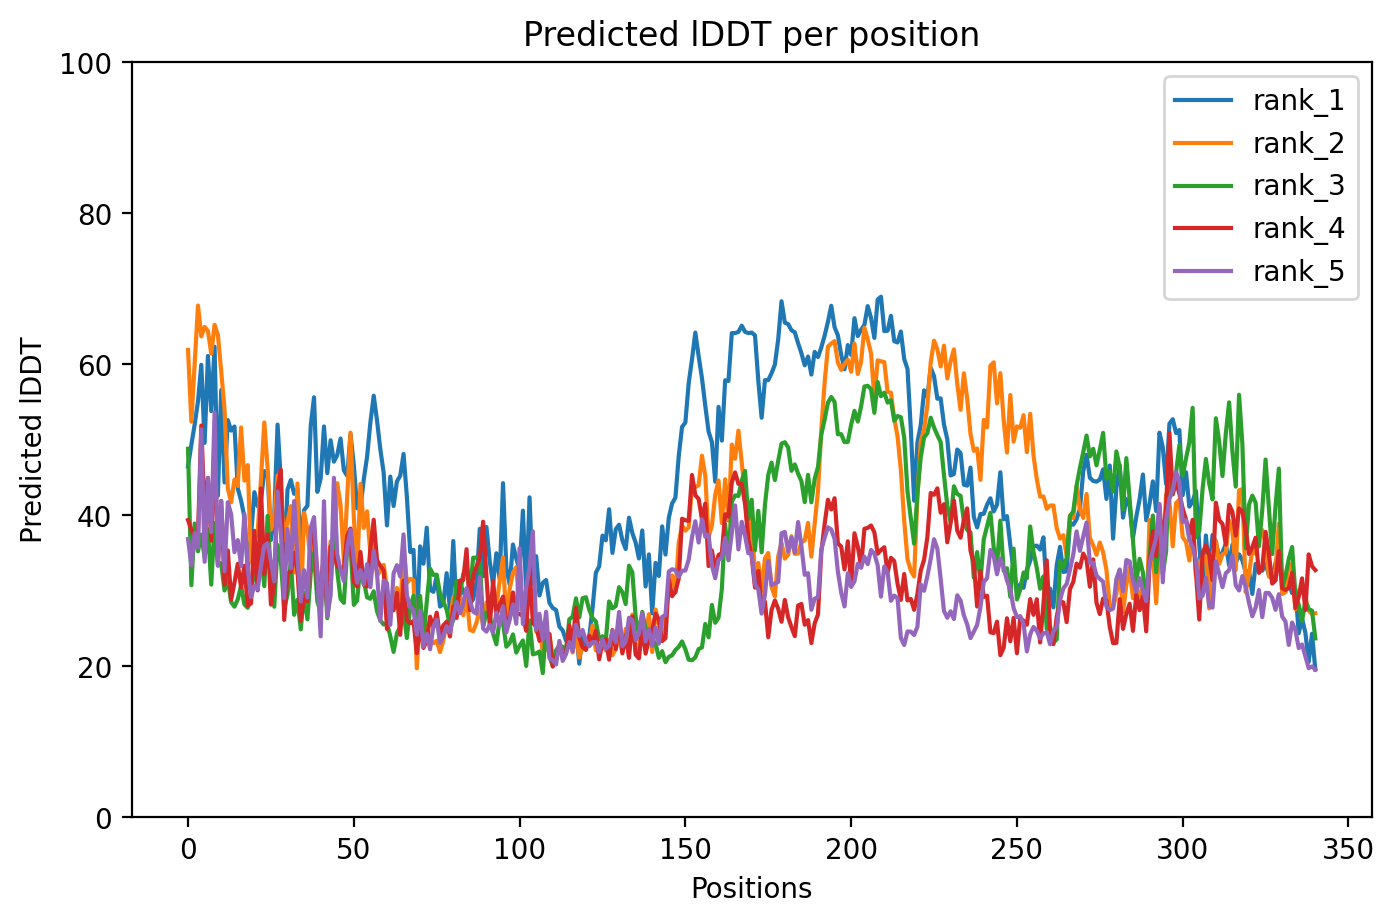 Predicted lDDT per position
100
80
60
40
20
0
Predicted lDDT
rank_1
rank_2
rank_3
rank_4
rank_5
0 50 100 150 200 250 300 350
Positions